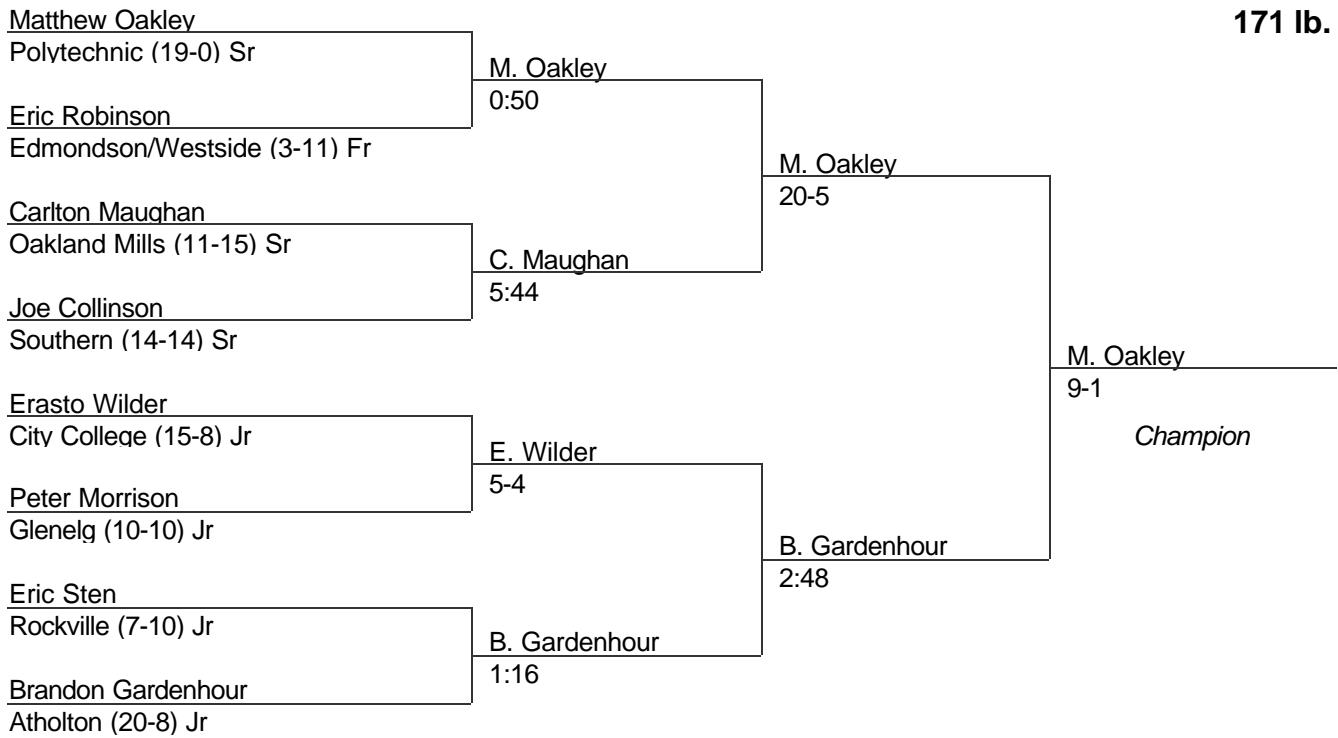 171 lb.
Matthew Oakley
Polytechnic (19-0) Sr
M. Oakley
0:50
Eric Robinson
Edmondson/Westside (3-11) Fr
M. Oakley
20-5
Carlton Maughan
Oakland Mills (11-15) Sr
C. Maughan
5:44
Joe Collinson
Southern (14-14) Sr
M. Oakley
9-1
Champion
Erasto Wilder
City College (15-8) Jr
E. Wilder
5-4
Peter Morrison
Glenelg (10-10) Jr
B. Gardenhour
2:48
Eric Sten
Rockville (7-10) Jr
B. Gardenhour
1:16
Brandon Gardenhour
Atholton (20-8) Jr